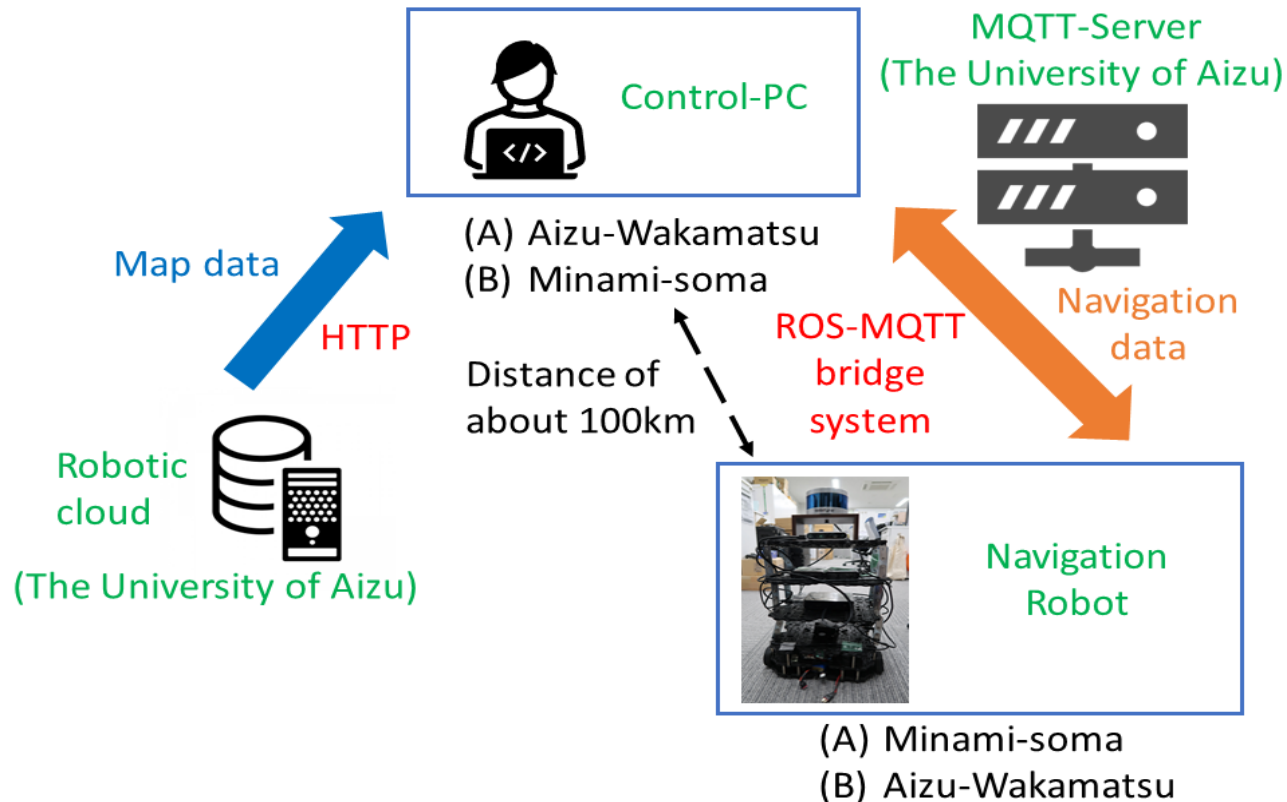 Control-PC
</>
MQTT-Server
(The University of Aizu)
(A) Aizu-Wakamatsu
(B) Minami-soma
Map data
HTTP
Distance of
about 100km
ROS-MQTT
bridge
system
Navigation
data
Robotic
cloud
(The University of Aizu)
Navigation
Robot
(A) Minami-soma
(B) Aizu-Wakamatsu